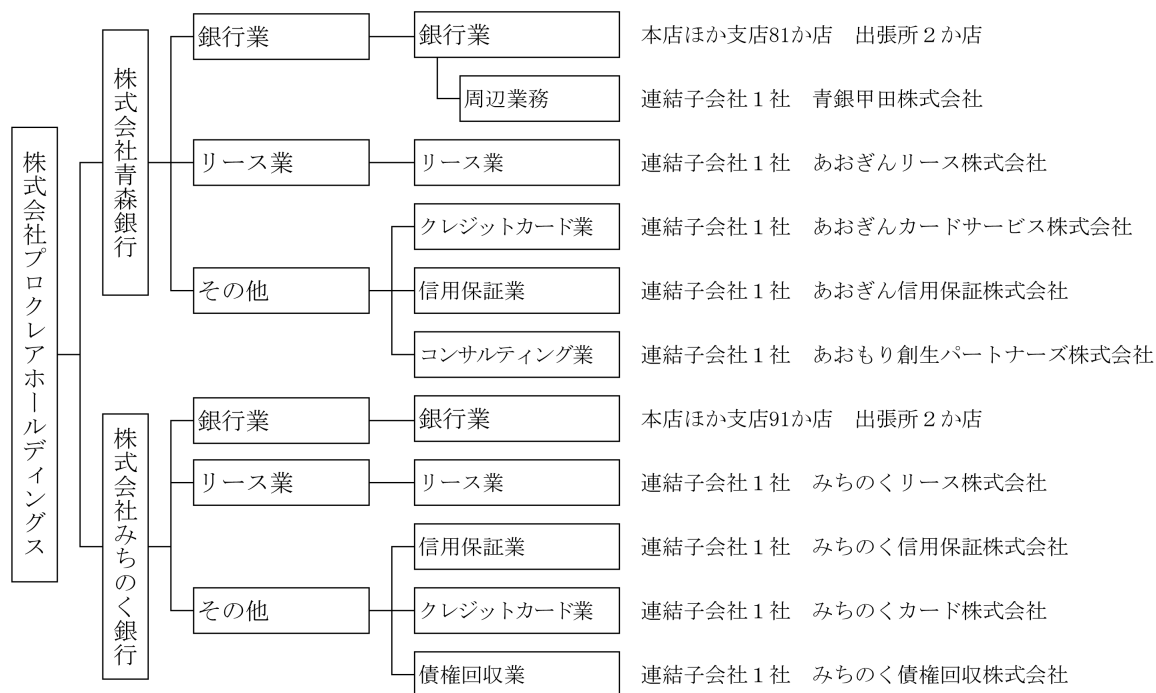 株式会社プロクレアホールディングス
株式会社青森銀行
銀行業
銀行業
本店ほか支店81か店　出張所２か店
周辺業務
連結子会社１社　青銀甲田株式会社
リース業
リース業
連結子会社１社　あおぎんリース株式会社
その他
クレジットカード業
連結子会社１社　あおぎんカードサービス株式会社
信用保証業
連結子会社１社　あおぎん信用保証株式会社
コンサルティング業
連結子会社１社　あおもり創生パートナーズ株式会社
株式会社みちのく銀行
銀行業
銀行業
本店ほか支店91か店　出張所２か店
リース業
リース業
連結子会社１社　みちのくリース株式会社
その他
信用保証業
連結子会社１社　みちのく信用保証株式会社
クレジットカード業
連結子会社１社　みちのくカード株式会社
債権回収業
連結子会社１社　みちのく債権回収株式会社